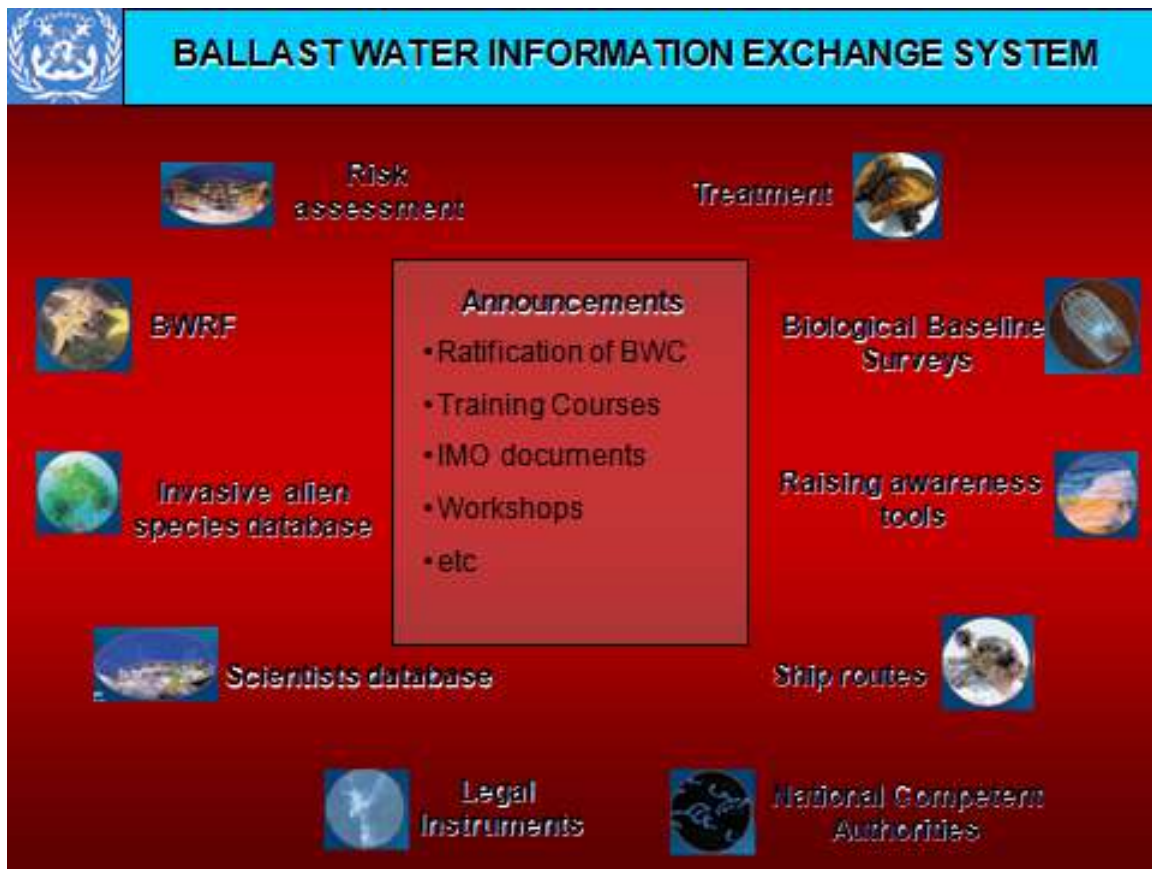 BALLAST WATER INFORMATION EXCHANGE SYSTEM
Risk
assessment
Treatment
BWRF
Announcements
•Ratification of BWC
•Training Courses
•IMO documents
•Workshops
•etc
Biological Baseline
Surveys
Invasive alien
species database
Raising awareness
tools
Scientists database
Ship routes
Legal
Instruments
National Competent
Authorities